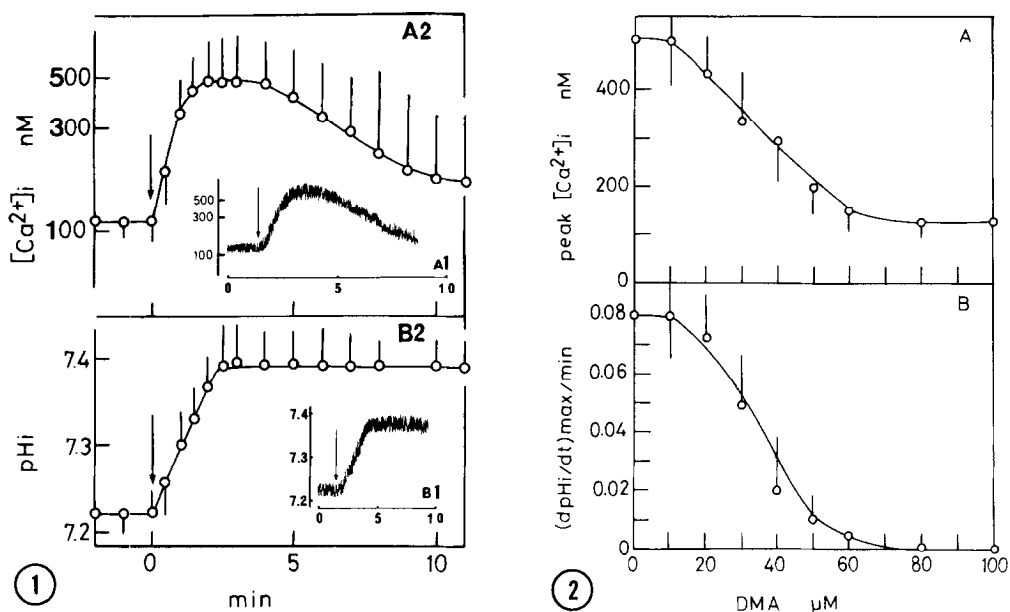 A2
500
300
100
[Ca²⁺]i nM
500
300
100
A1
0 5 10
B2
7.4
7.3
7.2
pHi
7.4
7.3
7.2
B1
0 5 10
0 5 10
min
1
A
400
200
0
peak [Ca²⁺]i nM
B
0.08
0.06
0.04
0.02
0
(dpHi/dt)max/min
0 20 40 60 80 100
DMA µM
2